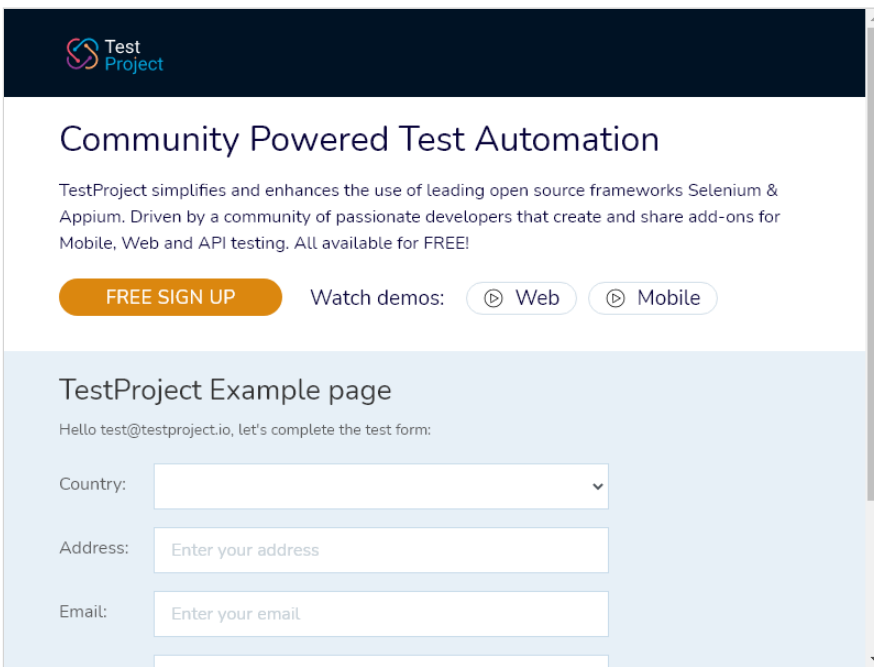 Test
Project
Community Powered Test Automation
TestProject simplifies and enhances the use of leading open source frameworks Selenium &
Appium. Driven by a community of passionate developers that create and share add-ons for
Mobile, Web and API testing. All available for FREE!
FREE SIGN UP Watch demos: Web Mobile
TestProject Example page
Hello test@testproject.io, let's complete the test form:
Country:
Address: Enter your address
Email: Enter your email